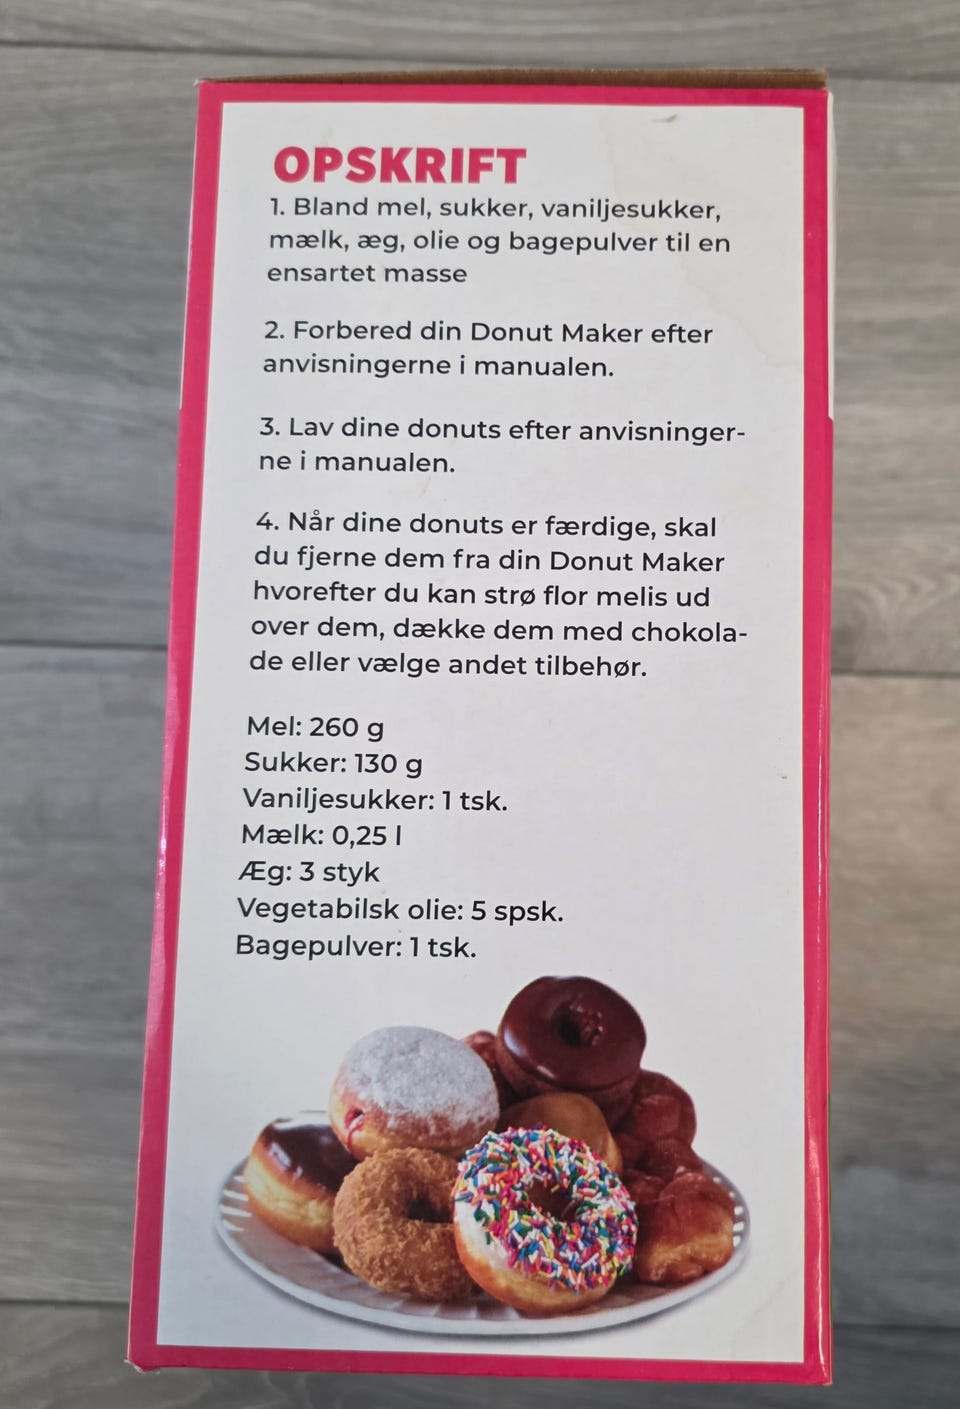 OPSKRIFT
1. Bland mel, sukker, vaniljesukker,
mælk, æg, olie og bagepulver til en
ensartet masse
2. Forbered din Donut Maker efter
anvisningerne i manualen.
3. Lav dine donuts efter anvisninger-
ne i manualen.
4. Når dine donuts er færdige, skal
du fjerne dem fra din Donut Maker
hvorefter du kan strø flor melis ud
over dem, dække dem med chokola-
de eller vælge andet tilbehør.
Mel: 260 g
Sukker: 130 g
Vaniljesukker: 1 tsk.
Mælk: 0,25 l
Æg: 3 styk
Vegetabilsk olie: 5 spsk.
Bagepulver: 1 tsk.